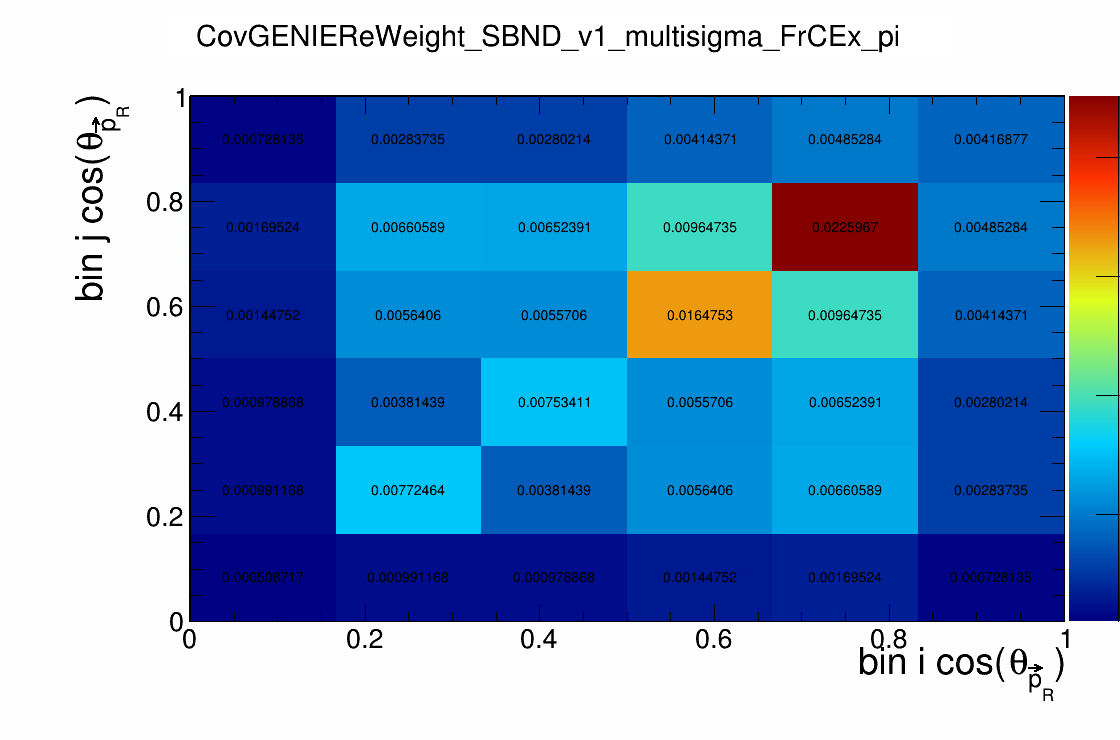 CovGENIEReWeight_SBND_v1_multisigma_FrCEx_pi
bin j cos(θ_{\vec{p}_R})
1
0.000728135 0.00283735 0.00280214 0.00414371 0.00485284 0.00416877
0.8
0.00169524 0.00660589 0.00652391 0.00964735 0.0225967 0.00485284
0.6
0.00144752 0.0056406 0.0055706 0.0164753 0.00964735 0.00414371
0.4
0.000978868 0.00381439 0.00753411 0.0055706 0.00652391 0.00280214
0.2
0.000991168 0.00772464 0.00381439 0.0056406 0.00660589 0.00283735
0.000991168 0.000978868 0.00144752 0.00169524 0.000728135
0
0 0.2 0.4 0.6 0.8 1
bin i cos(θ_{\vec{p}_R})